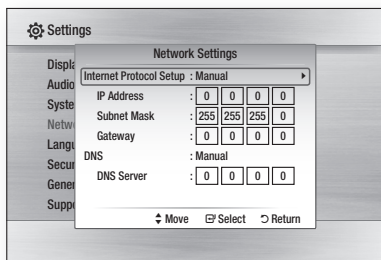 Settings
Network Settings
Internet Protocol Setup : Manual
IP Address : 0 0 0 0
Subnet Mask : 255 255 255 0
Gateway : 0 0 0 0
DNS : Manual
DNS Server : 0 0 0 0
Move Select Return
Displa
Audio
Syste
Netw
Langu
Secur
Gener
Suppo